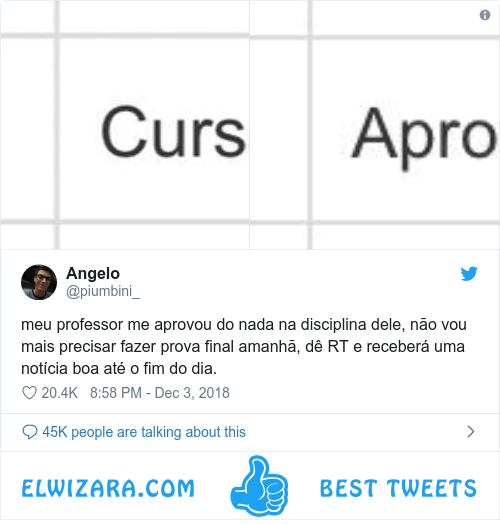 Curs Apro
Angelo
@piumbini_
meu professor me aprovou do nada na disciplina dele, não vou
mais precisar fazer prova final amanhã, dê RT e receberá uma
notícia boa até o fim do dia.
20.4K 8:58 PM - Dec 3, 2018
45K people are talking about this
ELWIZARA.COM BEST TWEETS